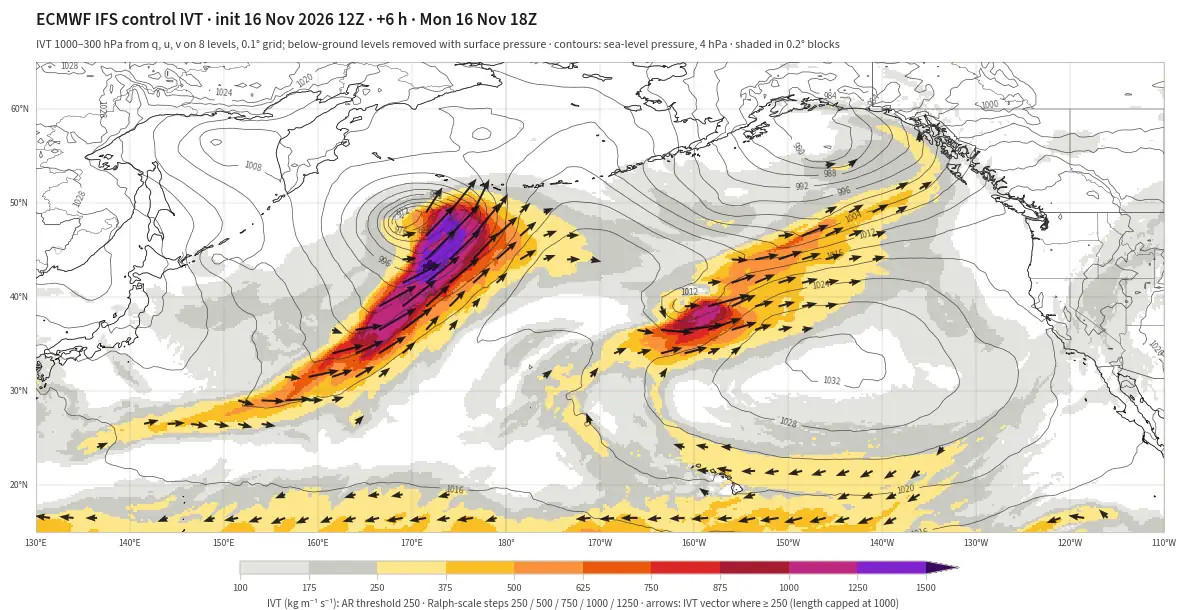 ECMWF IFS control IVT · init 16 Nov 2026 12Z · +6 h · Mon 16 Nov 18Z
IVT 1000–300 hPa from q, u, v on 8 levels, 0.1° grid; below-ground levels removed with surface pressure · contours: sea-level pressure, 4 hPa · shaded in 0.2° blocks
1028
1024
1020
984
1000
60°N
1008
980
988
992
996
1028
50°N
1004
1012
996
40°N
1012
1024
1020
30°N
1032
1028
20°N
1016
1020
130°E 140°E 150°E 160°E 170°E 180° 170°W 160°W 150°W 140°W 130°W 120°W 110°W
100 175 250 375 500 625 750 875 1000 1250 1500
IVT (kg m⁻¹ s⁻¹): AR threshold 250 · Ralph-scale steps 250 / 500 / 750 / 1000 / 1250 · arrows: IVT vector where ≥ 250 (length capped at 1000)